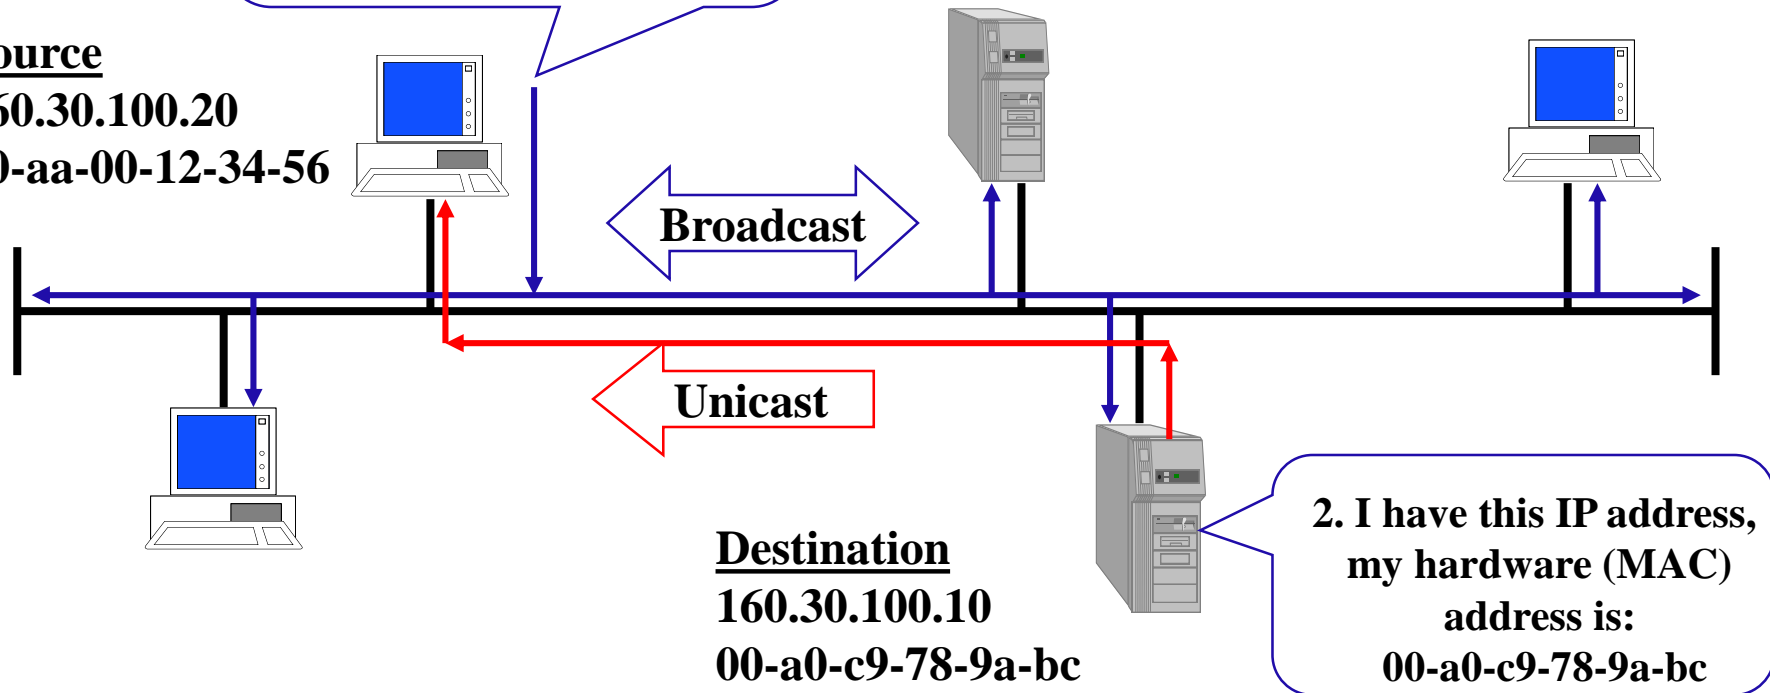 ource
60.30.100.20
0-aa-00-12-34-56
Broadcast
Unicast
Destination
160.30.100.10
00-a0-c9-78-9a-bc
2. I have this IP address,
my hardware (MAC)
address is:
00-a0-c9-78-9a-bc